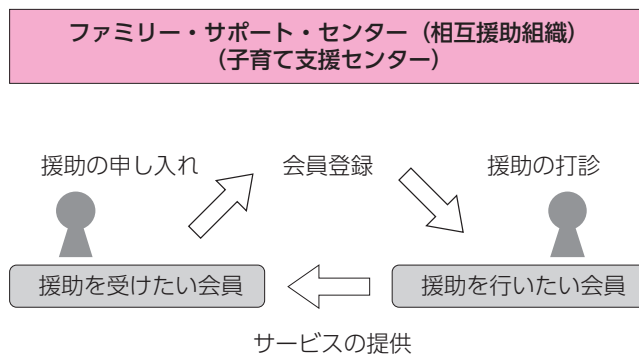 ファミリー・サポート・センター（相互援助組織）
（子育て支援センター）
援助の申し入れ
会員登録
援助の打診
援助を受けたい会員
援助を行いたい会員
サービスの提供